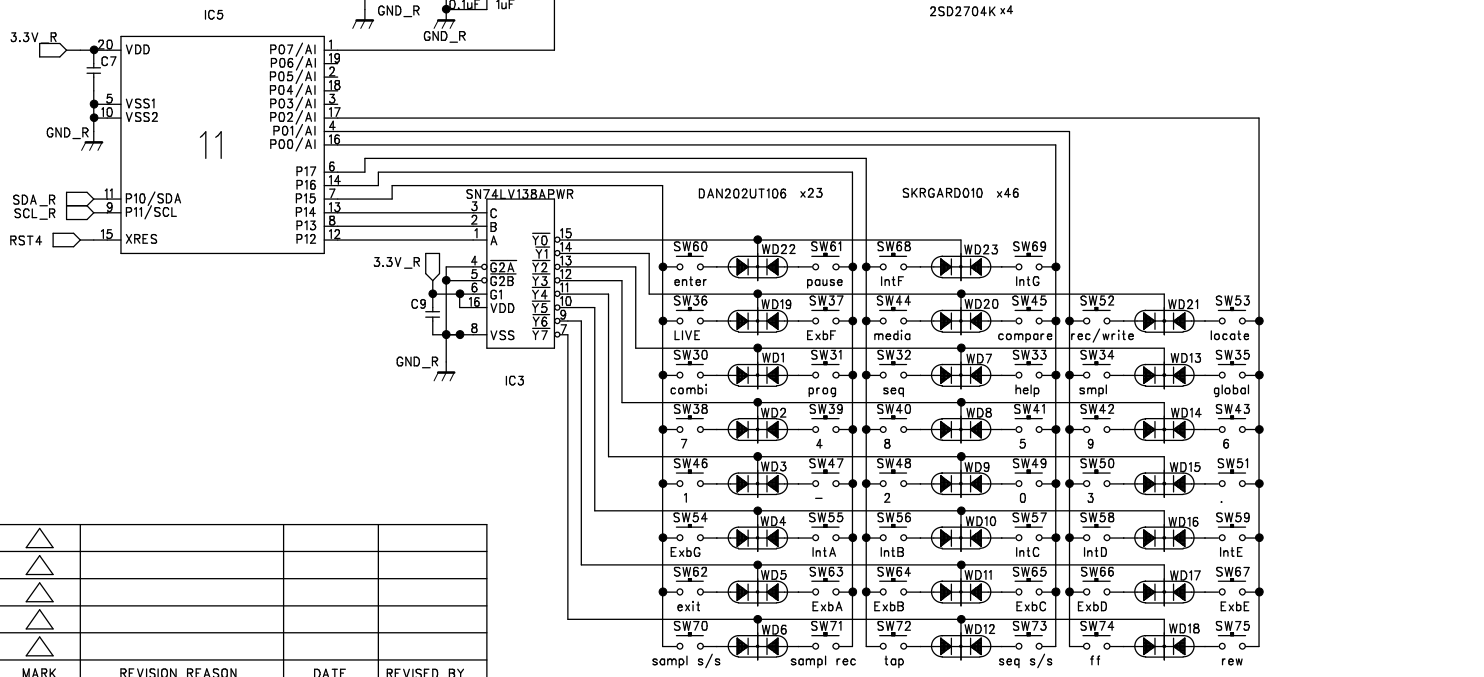 IC5
GND_R
0.1uF 1uF
GND_R
2SD2704K x4
3.3V_R
20 VDD
C7
5 VSS1
10 VSS2
GND_R
11
SDA_R 11 P10/SDA
SCL_R 9 P11/SCL
RST4 15 XRES
P07/AI 1
P06/AI 19
P05/AI 2
P04/AI 18
P03/AI 3
P02/AI 17
P01/AI 4
P00/AI 16
P17 6
P16 14
P15 7
P14 13
P13 8
P12 12
SN74LV138APWR
3 C
2 B
1 A
4 G2A
5 G2B
6 G1
16 VDD
8 VSS
Y0 15
Y1 14
Y2 13
Y3 12
Y4 11
Y5 10
Y6 9
Y7 7
3.3V_R
C9
GND_R
IC3
DAN202UT106 x23
SKRGARD010 x46
SW60 WD22 SW61 SW68 WD23 SW69
enter pause IntF IntG
SW36 WD19 SW37 SW44 WD20 SW45 SW52 WD21 SW53
LIVE ExbF media compare rec/write locate
SW30 WD1 SW31 SW32 WD7 SW33 SW34 WD13 SW35
combi prog seq help smpl global
SW38 WD2 SW39 SW40 WD8 SW41 SW42 WD14 SW43
7 4 8 5 9 6
SW46 WD3 SW47 SW48 WD9 SW49 SW50 WD15 SW51
1 - 2 0 3 .
SW54 WD4 SW55 SW56 WD10 SW57 SW58 WD16 SW59
ExbG IntA IntB IntC IntD IntE
SW62 WD5 SW63 SW64 WD11 SW65 SW66 WD17 SW67
exit ExbA ExbB ExbC ExbD ExbE
SW70 WD6 SW71 SW72 WD12 SW73 SW74 WD18 SW75
sampl s/s sampl rec tap seq s/s ff rew
MARK REVISION REASON DATE REVISED BY